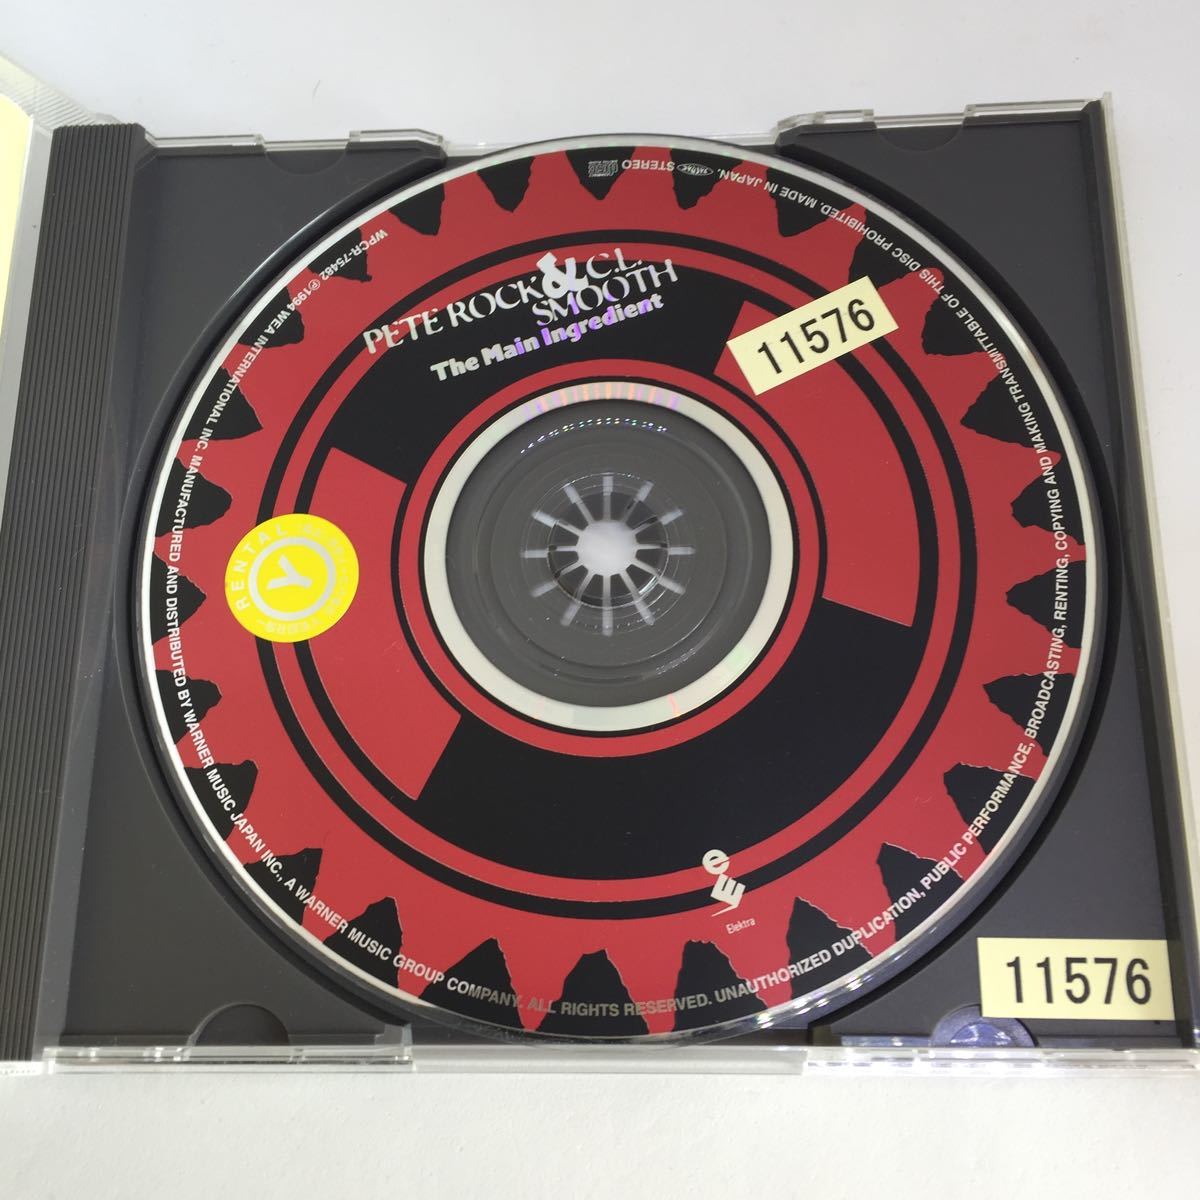 PETE ROCK & C.L. SMOOTH
The Main Ingredient
11576
RENTAL
Y
Elektra
STEREO
MADE IN JAPAN.
WPCR-75482 ℗1994 WEA INTERNATIONAL INC. MANUFACTURED AND DISTRIBUTED BY WARNER MUSIC JAPAN INC., A WARNER MUSIC GROUP COMPANY. ALL RIGHTS RESERVED. UNAUTHORIZED DUPLICATION, PUBLIC PERFORMANCE, BROADCASTING, RENTING, COPYING AND MAKING TRANSMITTABLE OF THIS DISC PROHIBITED.
11576